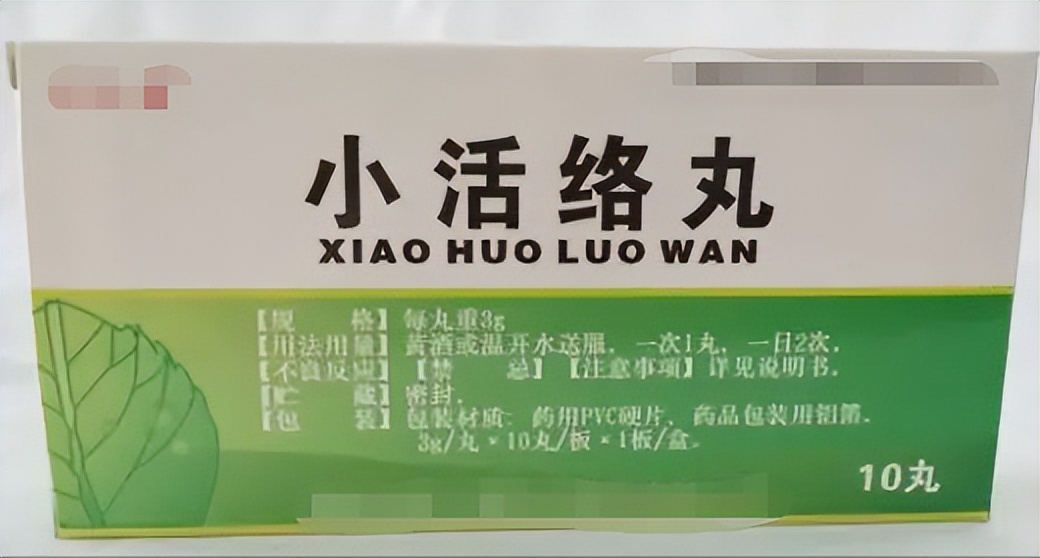 小活络丸
XIAO HUO LUO WAN
【规 格】 每丸重3g
【用法用量】 黄酒或温开水送服，一次1丸，一日2次．
【不良反应】 【禁 忌】 【注意事项】 详见说明书．
【贮 藏】 密封．
【包 装】 包装材质：药用PVC硬片，药品包装用铝箔．
3g/丸×10丸/板×1板/盒．
10丸